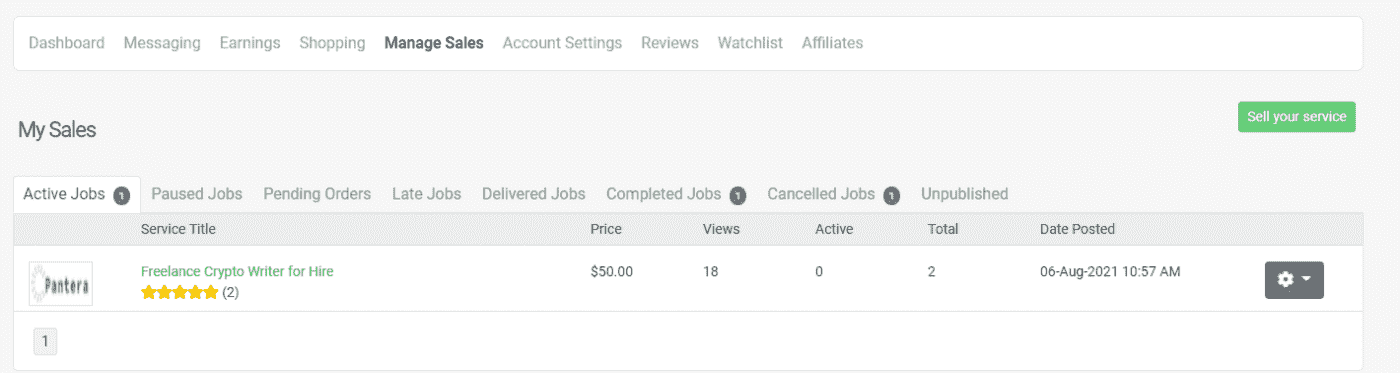 Dashboard Messaging Earnings Shopping Manage Sales Account Settings Reviews Watchlist Affiliates
My Sales
Sell your service
Active Jobs 1 Paused Jobs Pending Orders Late Jobs Delivered Jobs Completed Jobs 1 Cancelled Jobs 1 Unpublished
Service Title Price Views Active Total Date Posted
Pantera
Freelance Crypto Writer for Hire $50.00 18 0 2 06-Aug-2021 10:57 AM
(2)
1